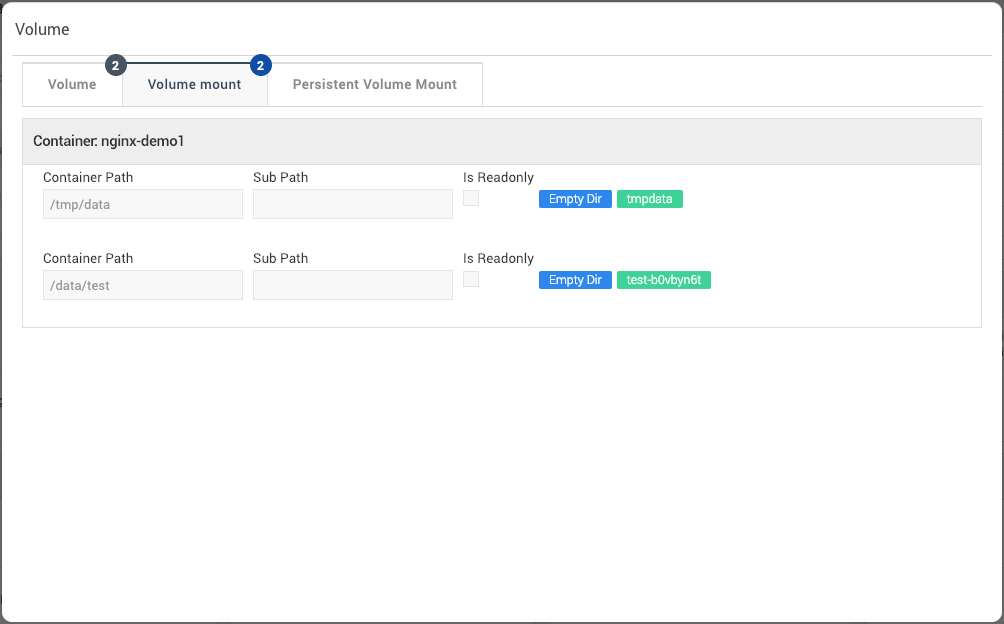 Volume
2 2
Volume Volume mount Persistent Volume Mount
Container: nginx-demo1
Container Path Sub Path Is Readonly
/tmp/data Empty Dir tmpdata
Container Path Sub Path Is Readonly
/data/test Empty Dir test-b0vbyn6t